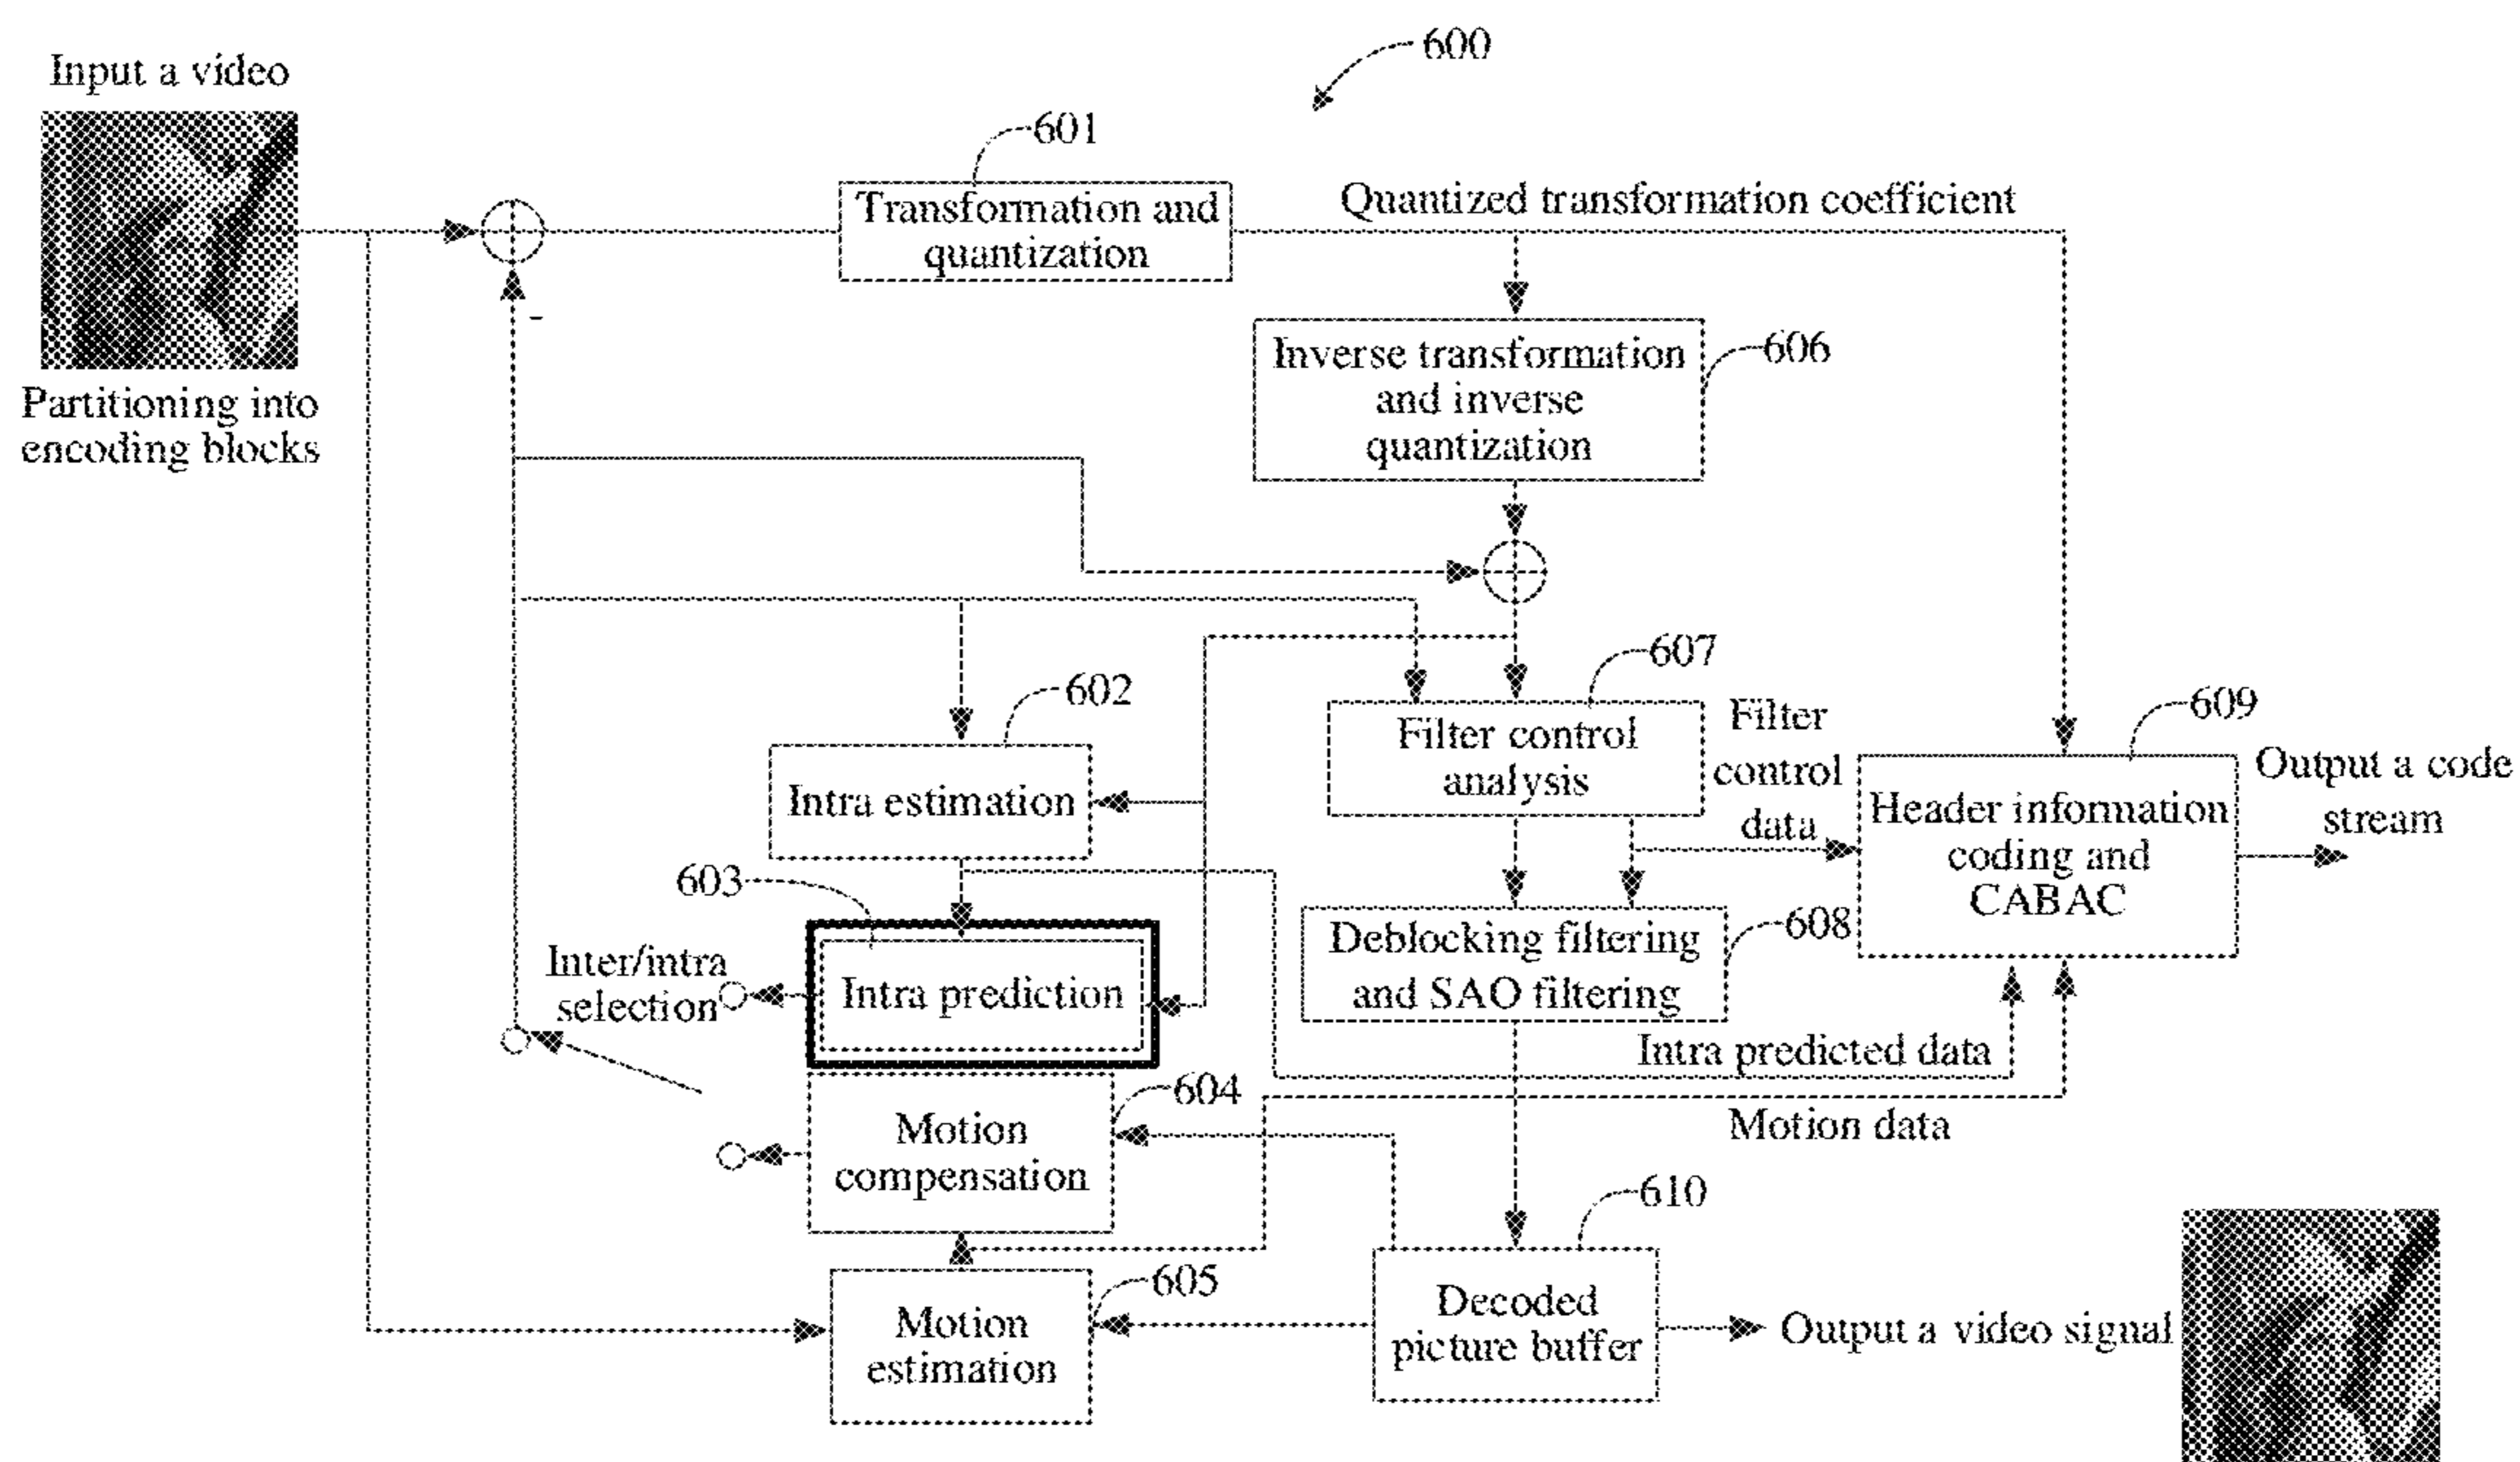 600
Input a video
601
Transformation and
quantization
Quantized transformation coefficient
-
Partitioning into
encoding blocks
Inverse transformation
and inverse
quantization
606
607
602
Filter control
analysis
Filter
control
data
609
Intra estimation
Header information
coding and
CABAC
Output a code
stream
603
Intra prediction
Inter/intra
selection
Deblocking filtering
and SAO filtering
608
Intra predicted data
604
Motion
compensation
Motion data
610
605
Motion
estimation
Decoded
picture buffer
Output a video signal